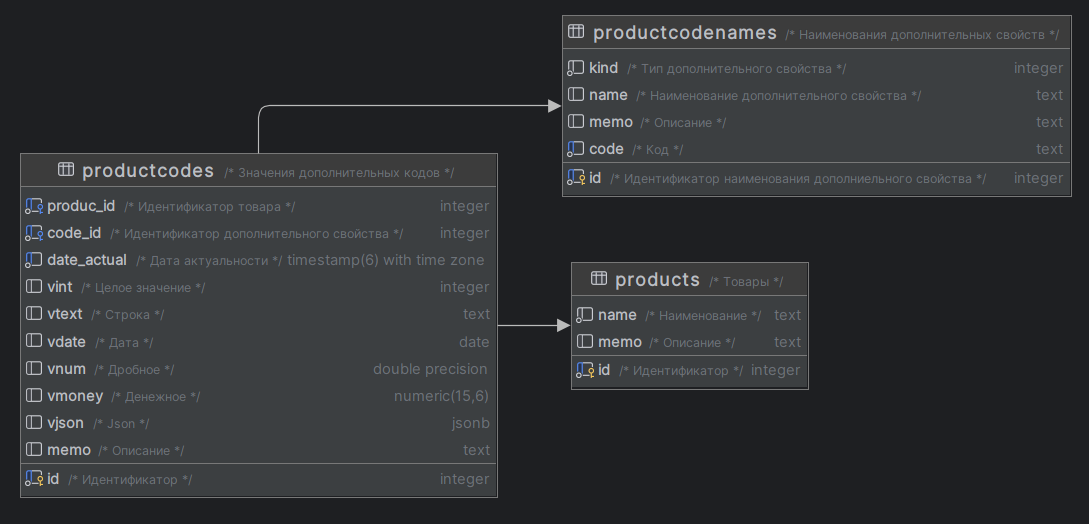 productcodenames /* Наименования дополнительных свойств */
kind /* Тип дополнительного свойства */ integer
name /* Наименование дополнительного свойства */ text
memo /* Описание */ text
code /* Код */ text
id /* Идентификатор наименования дополниельного свойства */ integer
productcodes /* Значения дополнительных кодов */
produc_id /* Идентификатор товара */ integer
code_id /* Идентификатор дополнительного свойства */ integer
date_actual /* Дата актуальности */ timestamp(6) with time zone
vint /* Целое значение */ integer
vtext /* Строка */ text
vdate /* Дата */ date
vnum /* Дробное */ double precision
vmoney /* Денежное */ numeric(15,6)
vjson /* Json */ jsonb
memo /* Описание */ text
id /* Идентификатор */ integer
products /* Товары */
name /* Наименование */ text
memo /* Описание */ text
id /* Идентификатор */ integer